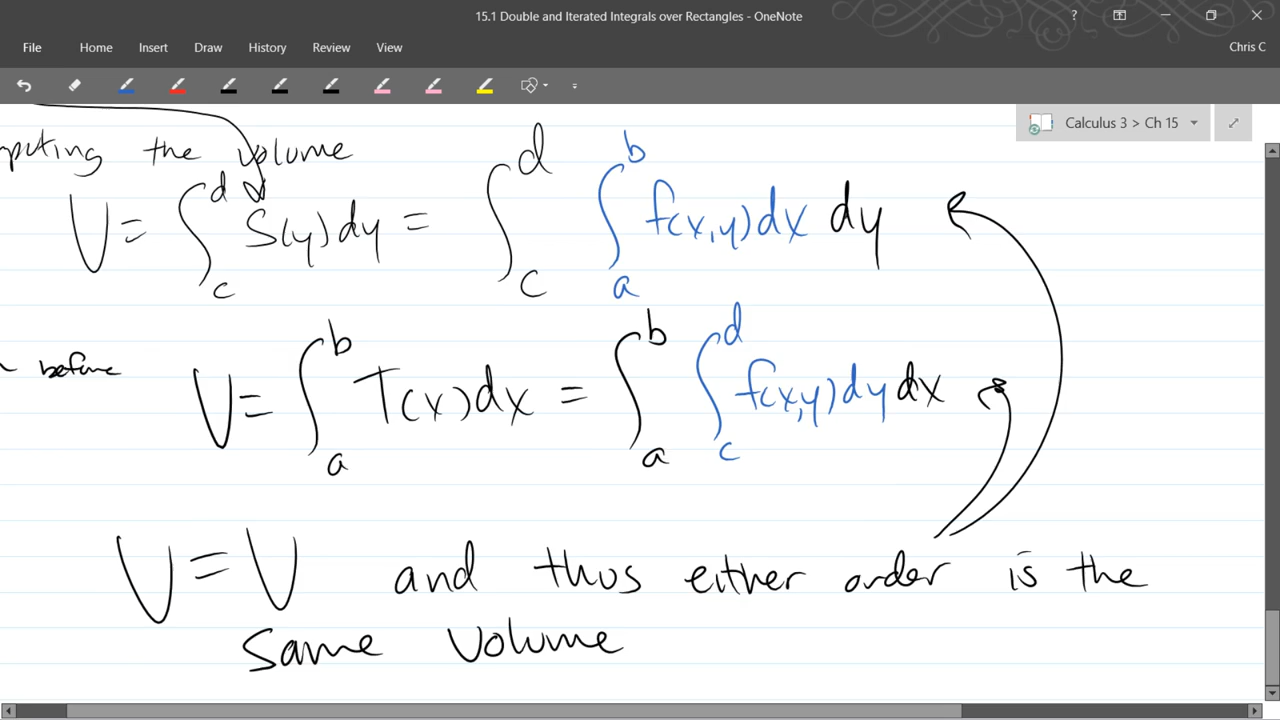 15.1 Double and Iterated Integrals over Rectangles - OneNote
File Home Insert Draw History Review View
Chris C
Calculus 3 > Ch 15
mputing the volume
V = ∫_c^d S(y) dy = ∫_c^d ∫_a^b f(x,y) dx dy
before
V = ∫_a^b T(x) dx = ∫_a^b ∫_c^d f(x,y) dy dx
V = V and thus either order is the
same volume